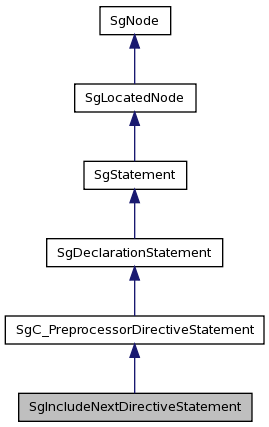 SgNode
SgLocatedNode
SgStatement
SgDeclarationStatement
SgC_PreprocessorDirectiveStatement
SgIncludeNextDirectiveStatement